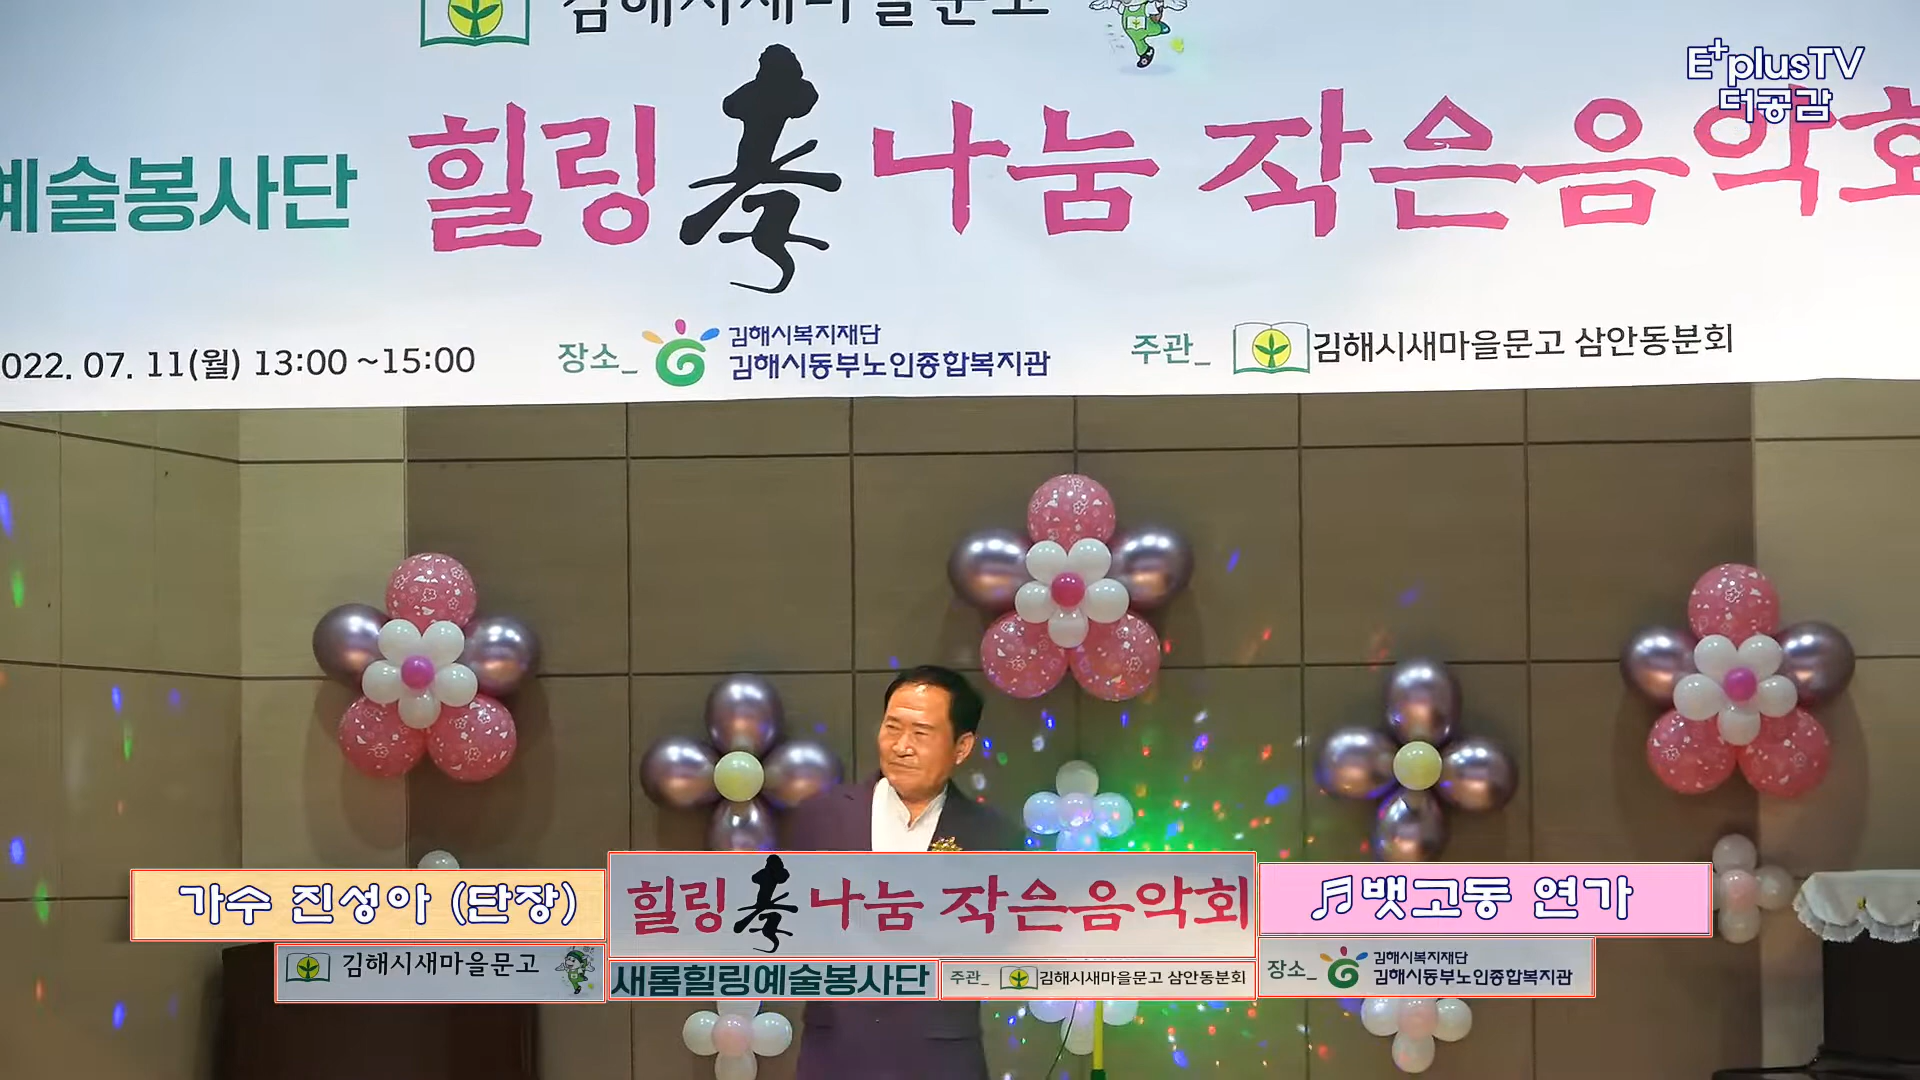 김해시새마을문고
E+plusTV
더공감
예술봉사단 힐링孝나눔 작은음악회
022. 07. 11(월) 13:00 ~15:00
장소_ 김해시복지재단
김해시동부노인종합복지관
주관_ 김해시새마을문고 삼안동분회
가수 진성아 (단장)
힐링孝나눔 작은음악회
뱃고동 연가
김해시새마을문고
새롬힐링예술봉사단
주관_ 김해시새마을문고 삼안동분회
장소_ 김해시복지재단
김해시동부노인종합복지관